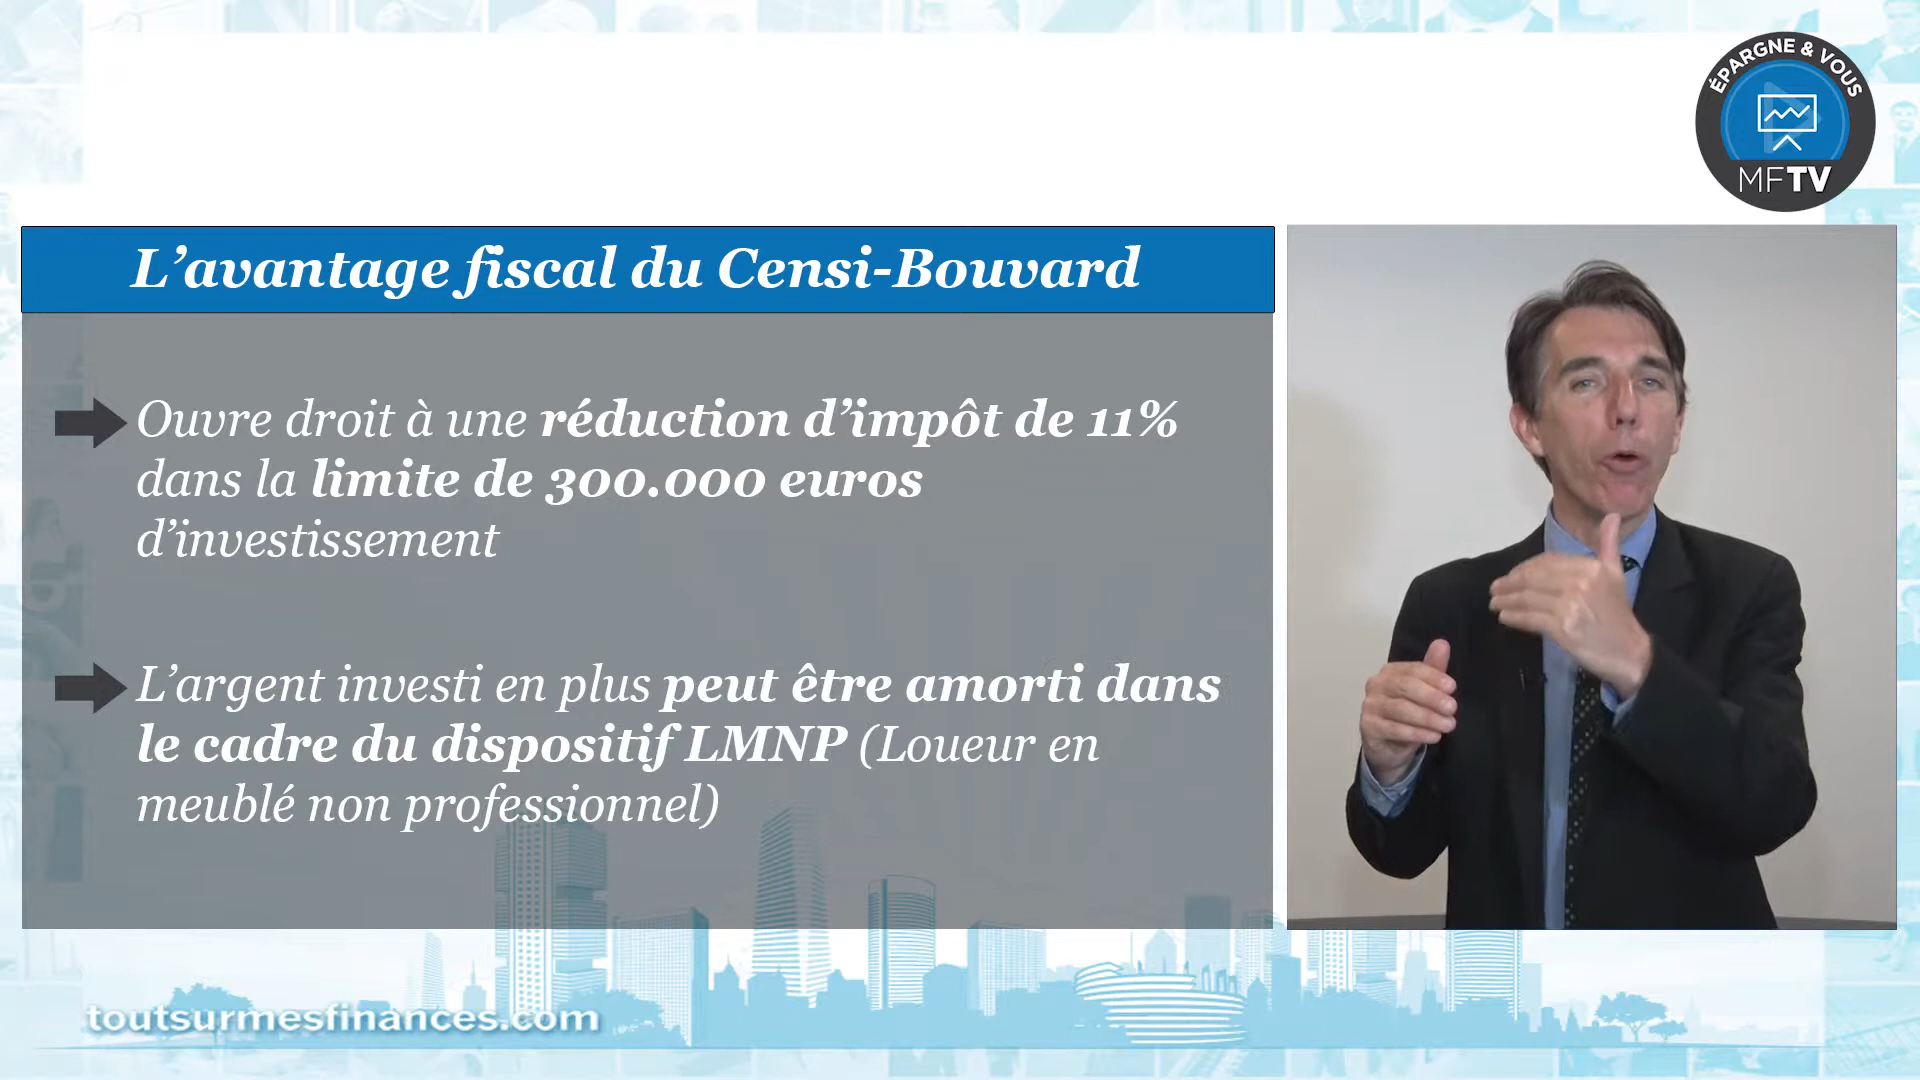 ÉPARGNE & VOUS
MFTV
L’avantage fiscal du Censi-Bouvard
Ouvre droit à une réduction d’impôt de 11%
dans la limite de 300.000 euros
d’investissement
L’argent investi en plus peut être amorti dans
le cadre du dispositif LMNP (Loueur en
meublé non professionnel)
toutsurmesfinances.com